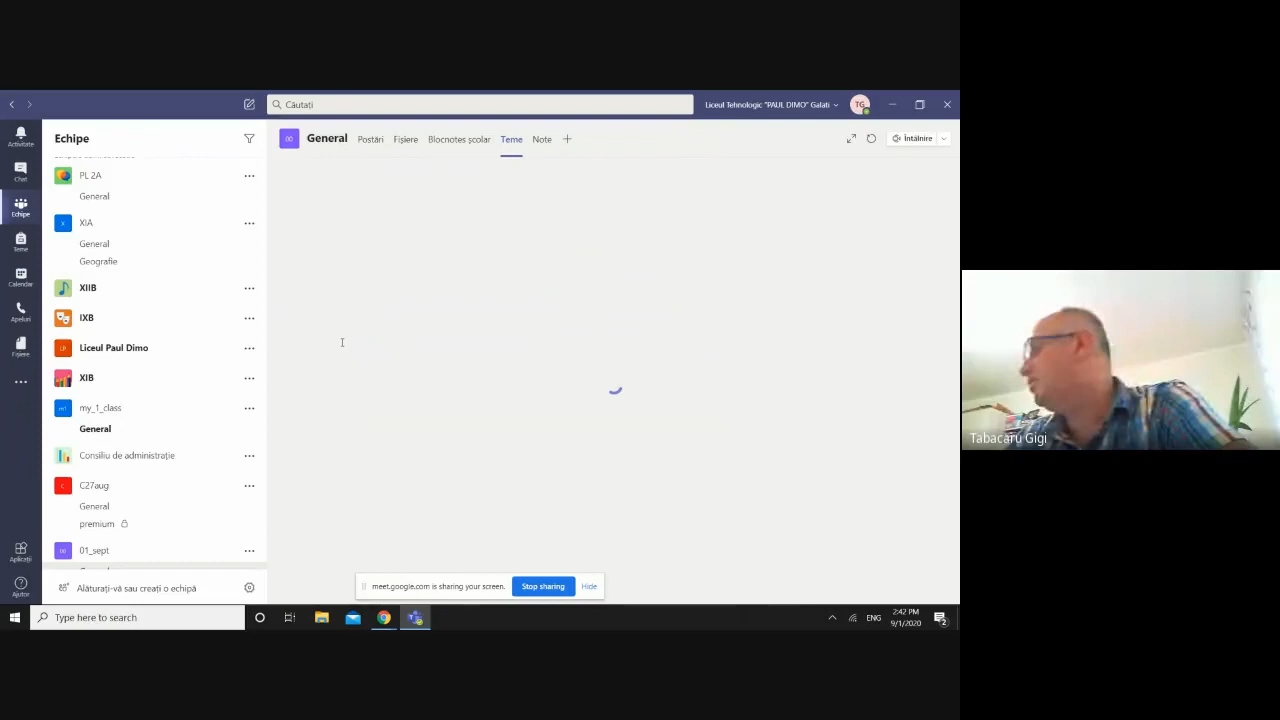 Căutați
Liceul Tehnologic "PAUL DIMO" Galati
TG
Activitate
Chat
Echipe
Teme
Calendar
Apeluri
Fișiere
Aplicații
Ajutor
Echipe
PL 2A
General
X
XIA
General
Geografie
XIIB
IXB
LP
Liceul Paul Dimo
XIB
my_1_class
General
Consiliu de administrație
C
C27aug
General
premium
01_sept
Alăturați-vă sau creați o echipă
General
Postări
Fișiere
Blocnotes școlar
Teme
Note
Întâlnire
meet.google.com is sharing your screen.
Stop sharing
Hide
Type here to search
ENG
2:42 PM
9/1/2020
2
Tabacaru Gigi